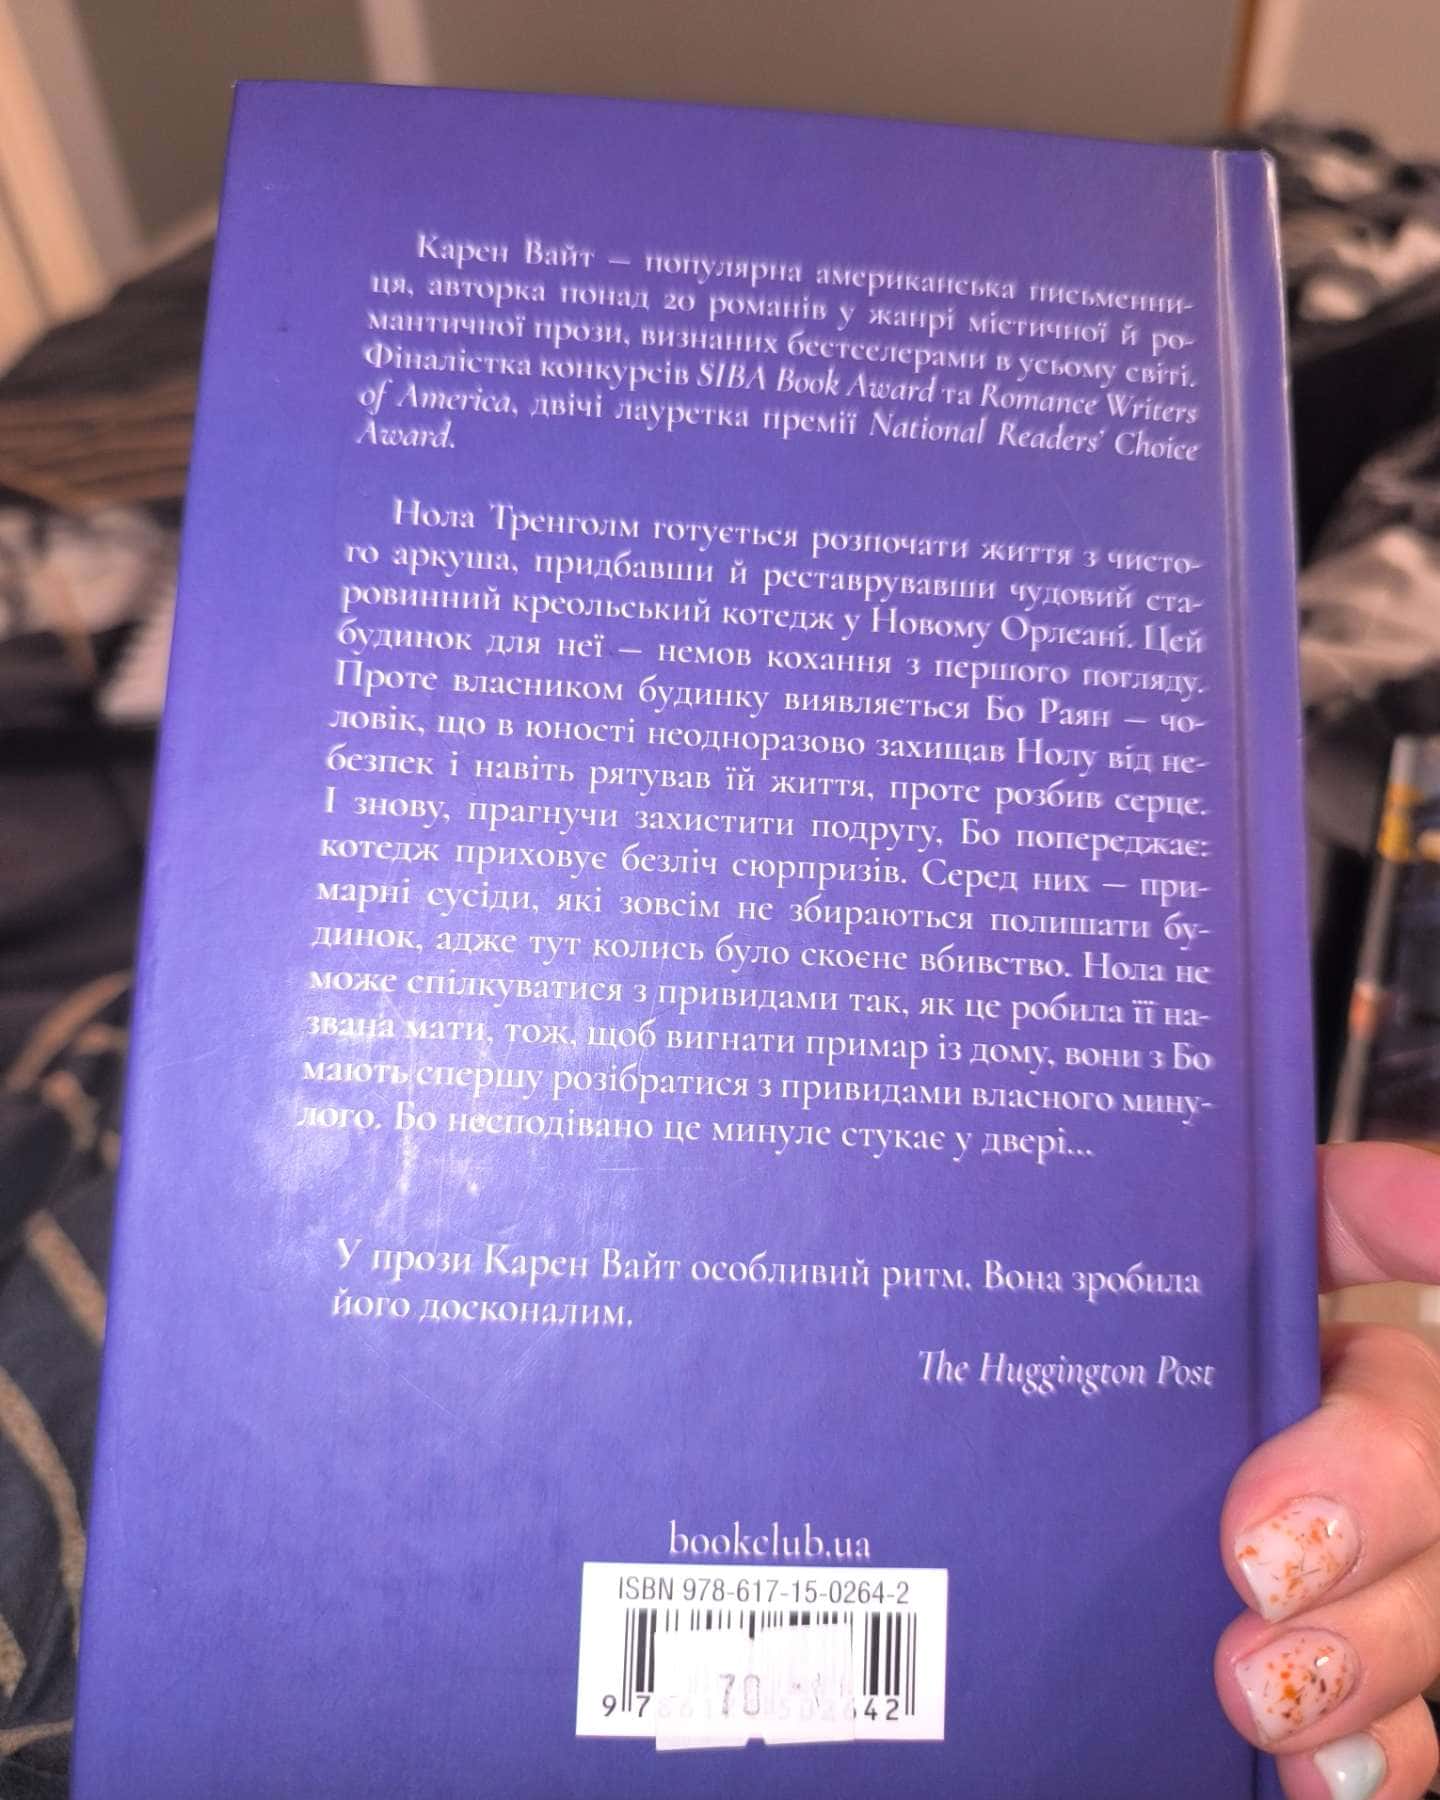 Карен Вайт – популярна американська письменни-
ця, авторка понад 20 романів у жанрі містичної й ро-
мантичної прози, визнаних бестселерами в усьому світі.
Фіналістка конкурсів SIBA Book Award та Romance Writers
of America, двічі лауретка премії National Readers’ Choice
Award.
Нола Тренголм готується розпочати життя з чисто-
го аркуша, придбавши й реставрувавши чудовий ста-
ровинний креольський котедж у Новому Орлеані. Цей
будинок для неї – немов кохання з першого погляду.
Проте власником будинку виявляється Бо Раян – чо-
ловік, що в юності неодноразово захищав Нолу від не-
безпек і навіть рятував їй життя, проте розбив серце.
І знову, прагнучи захистити подругу, Бо попереджає:
котедж приховує безліч сюрпризів. Серед них – при-
марні сусіди, які зовсім не збираються полишати бу-
динок, адже тут колись було скоєне вбивство. Нола не
може спілкуватися з привидами так, як це робила її на-
звана мати, тож, щоб вигнати примар із дому, вони з Бо
мають спершу розібратися з привидами власного мину-
лого. Бо несподівано це минуле стукає у двері...
У прози Карен Вайт особливий ритм. Вона зробила
його досконалим.
The Huggington Post
bookclub.ua
ISBN 978-617-15-0264-2
70
9 786171 502642